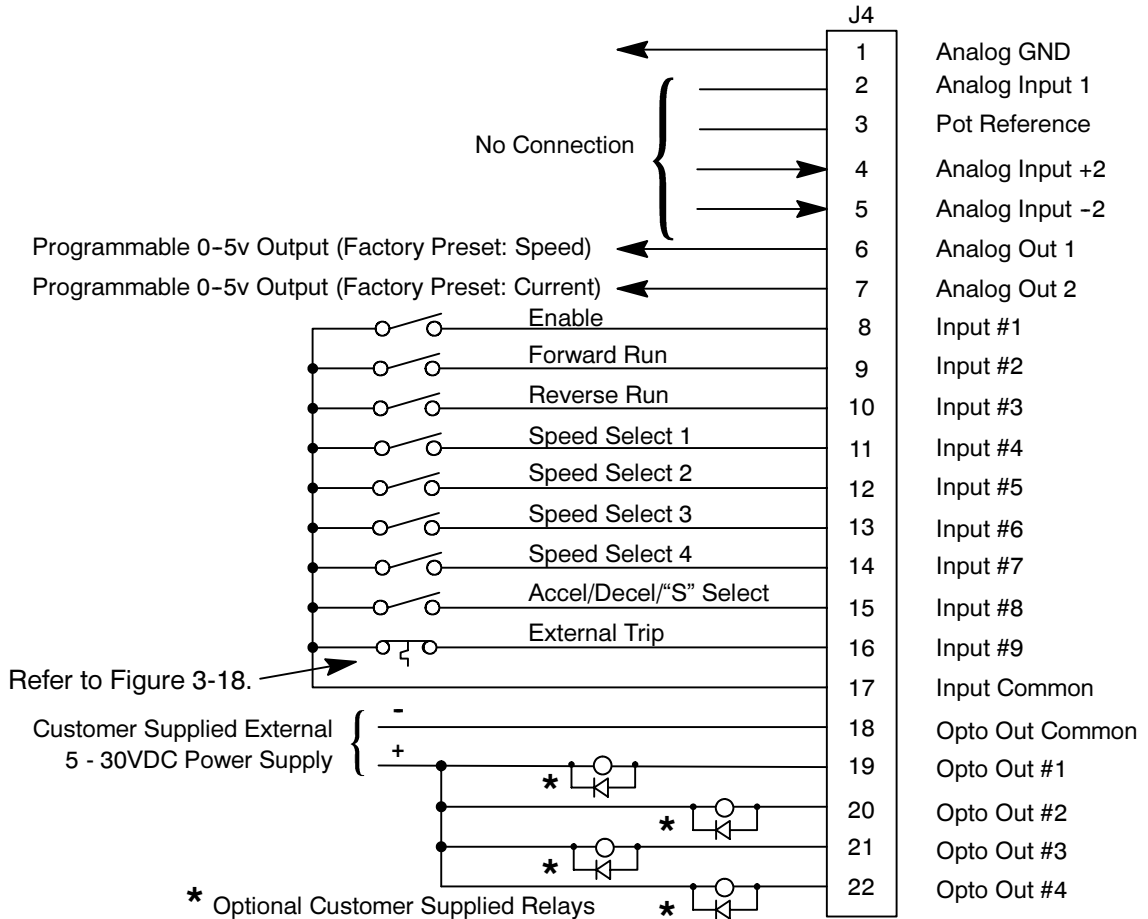 J4
1 Analog GND
2 Analog Input 1
3 Pot Reference
No Connection
4 Analog Input +2
5 Analog Input -2
Programmable 0-5v Output (Factory Preset: Speed) 6 Analog Out 1
Programmable 0-5v Output (Factory Preset: Current) 7 Analog Out 2
Enable 8 Input #1
Forward Run 9 Input #2
Reverse Run 10 Input #3
Speed Select 1 11 Input #4
Speed Select 2 12 Input #5
Speed Select 3 13 Input #6
Speed Select 4 14 Input #7
Accel/Decel/“S” Select 15 Input #8
External Trip 16 Input #9
Refer to Figure 3-18.
17 Input Common
Customer Supplied External - 18 Opto Out Common
5 - 30VDC Power Supply + * 19 Opto Out #1
* 20 Opto Out #2
* 21 Opto Out #3
* Optional Customer Supplied Relays * 22 Opto Out #4